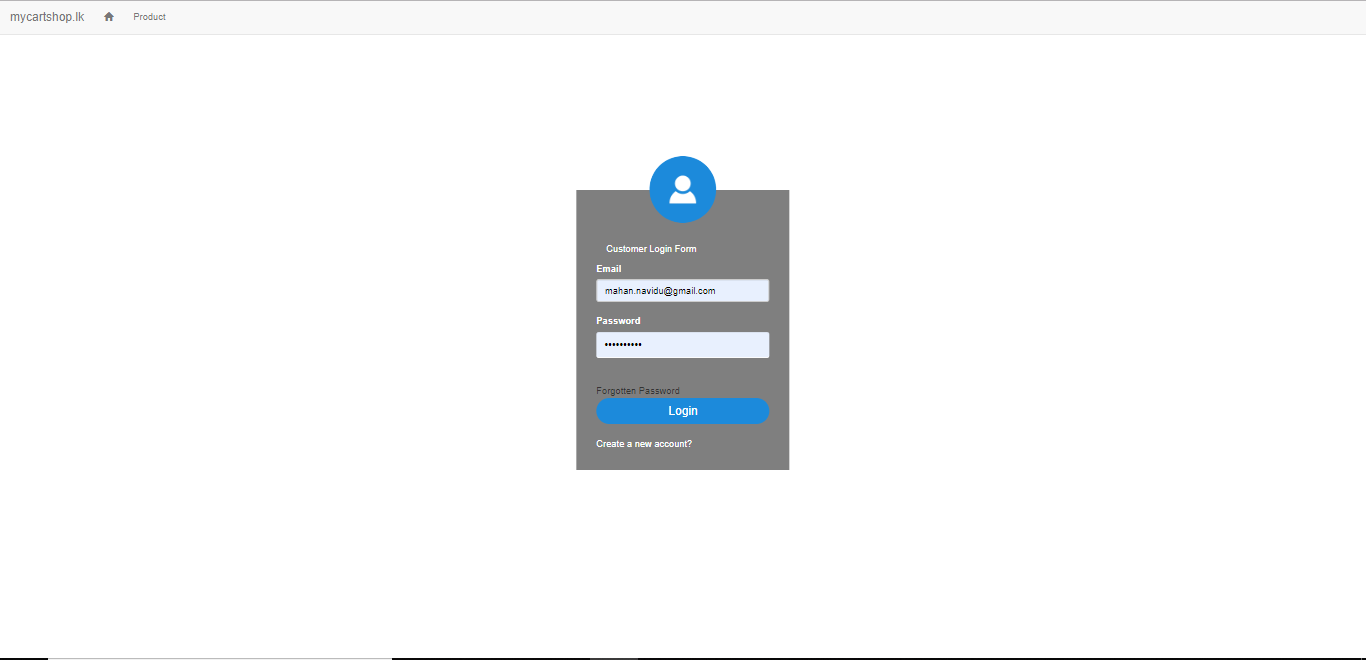 mycartshop.lk Product
Customer Login Form
Email
mahan.navidu@gmail.com
Password
••••••••••
Forgotten Password
Login
Create a new account?